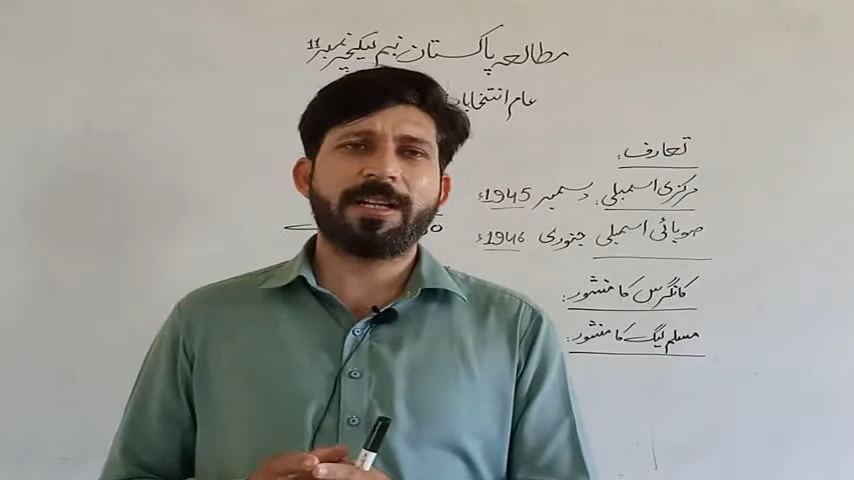 مطالعہ پاکستان نہم لیکچر نمبر 11
عام انتخابات
تعارف:
مرکزی اسمبلی: دسمبر 1945ء
صوبائی اسمبلی جنوری 1946ء
کانگرس کا منشور:
مسلم لیگ کا منشور: